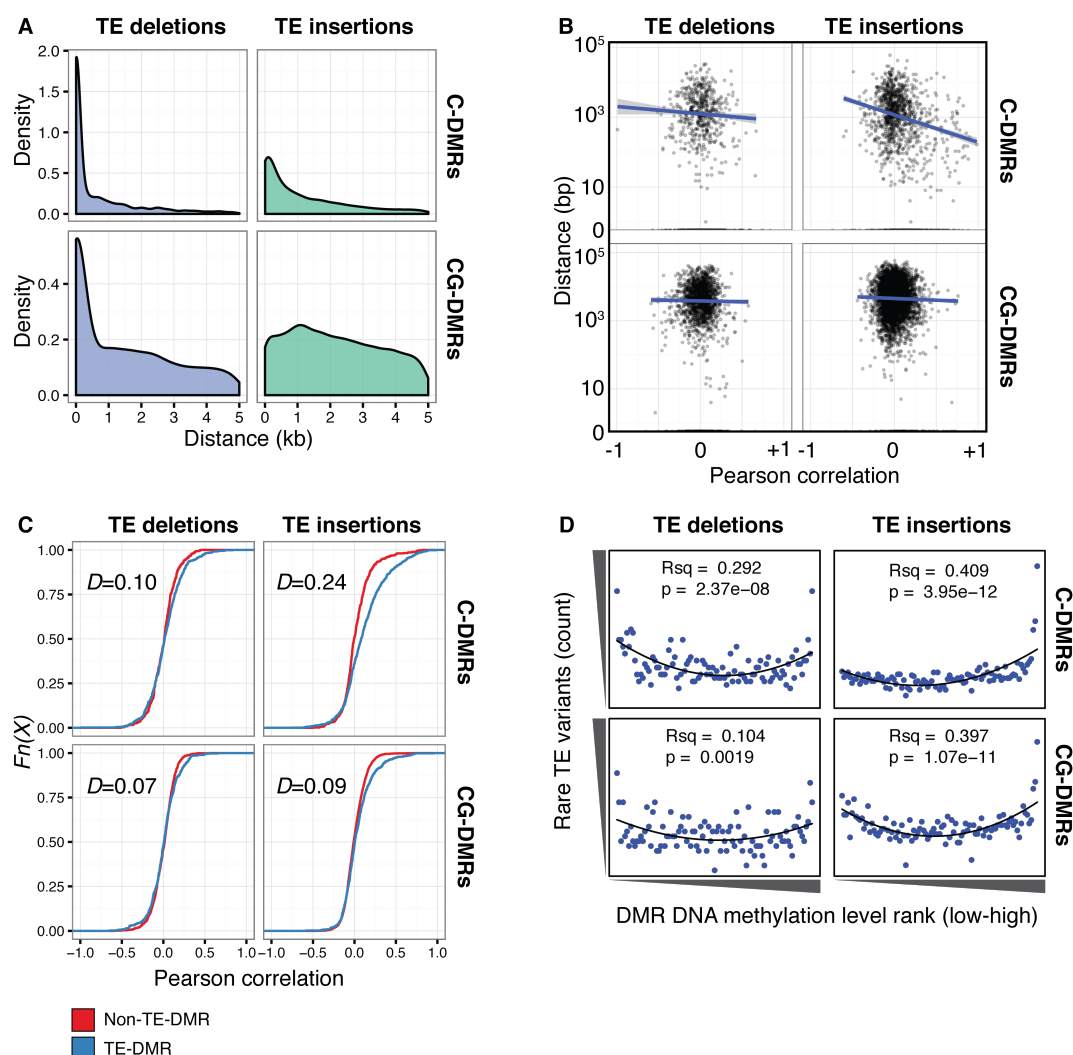 A
TE deletions
TE insertions
2.0
1.5
1.0
0.5
0.0
Density
C-DMRs
0.4
0.2
0.0
Density
CG-DMRs
0 1 2 3 4 5
0 1 2 3 4 5
Distance (kb)
B
TE deletions
TE insertions
10^5
10^3
10
0
C-DMRs
Distance (bp)
10^5
10^3
10
0
CG-DMRs
-1 0 +1
-1 0 +1
Pearson correlation
C
TE deletions
TE insertions
1.00
0.75
0.50
0.25
0.00
D=0.10
D=0.24
C-DMRs
Fn(X)
1.00
0.75
0.50
0.25
0.00
D=0.07
D=0.09
CG-DMRs
−1.0 −0.5 0.0 0.5 1.0
−1.0 −0.5 0.0 0.5 1.0
Pearson correlation
Non-TE-DMR
TE-DMR
D
TE deletions
TE insertions
Rsq = 0.292
p = 2.37e−08
Rsq = 0.409
p = 3.95e−12
C-DMRs
Rare TE variants (count)
Rsq = 0.104
p = 0.0019
Rsq = 0.397
p = 1.07e−11
CG-DMRs
DMR DNA methylation level rank (low-high)